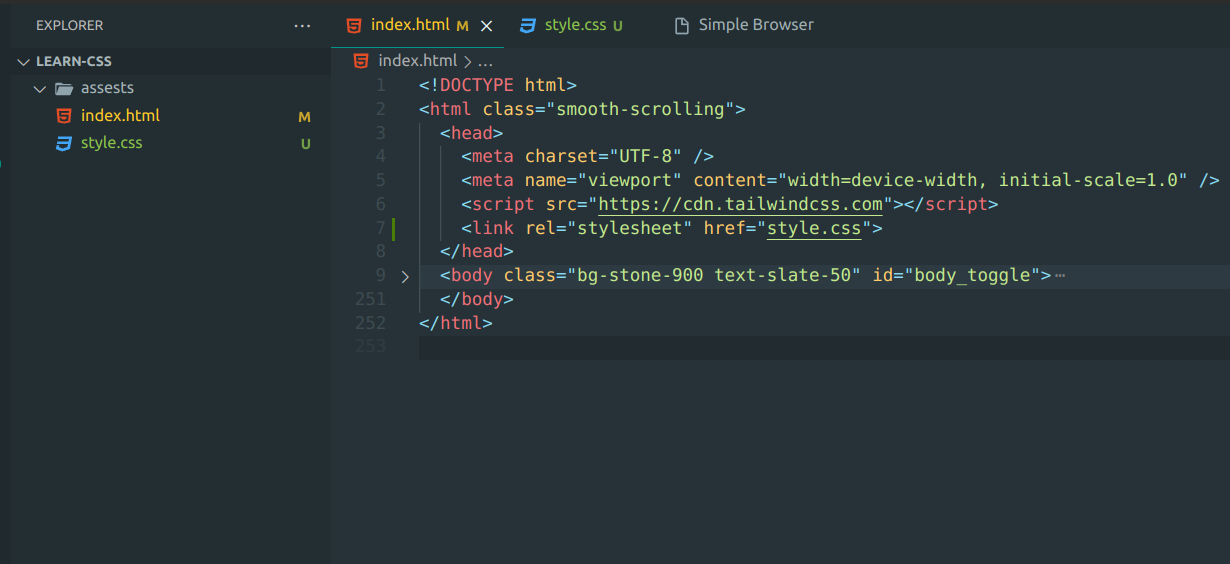 EXPLORER ···
LEARN-CSS
assests
index.html M
style.css U
index.html M × style.css U Simple Browser
index.html > ...
1 <!DOCTYPE html>
2 <html class="smooth-scrolling">
3 <head>
4 <meta charset="UTF-8" />
5 <meta name="viewport" content="width=device-width, initial-scale=1.0" />
6 <script src="https://cdn.tailwindcss.com"></script>
7 <link rel="stylesheet" href="style.css">
8 </head>
9 <body class="bg-stone-900 text-slate-50" id="body_toggle">···
251 </body>
252 </html>
253